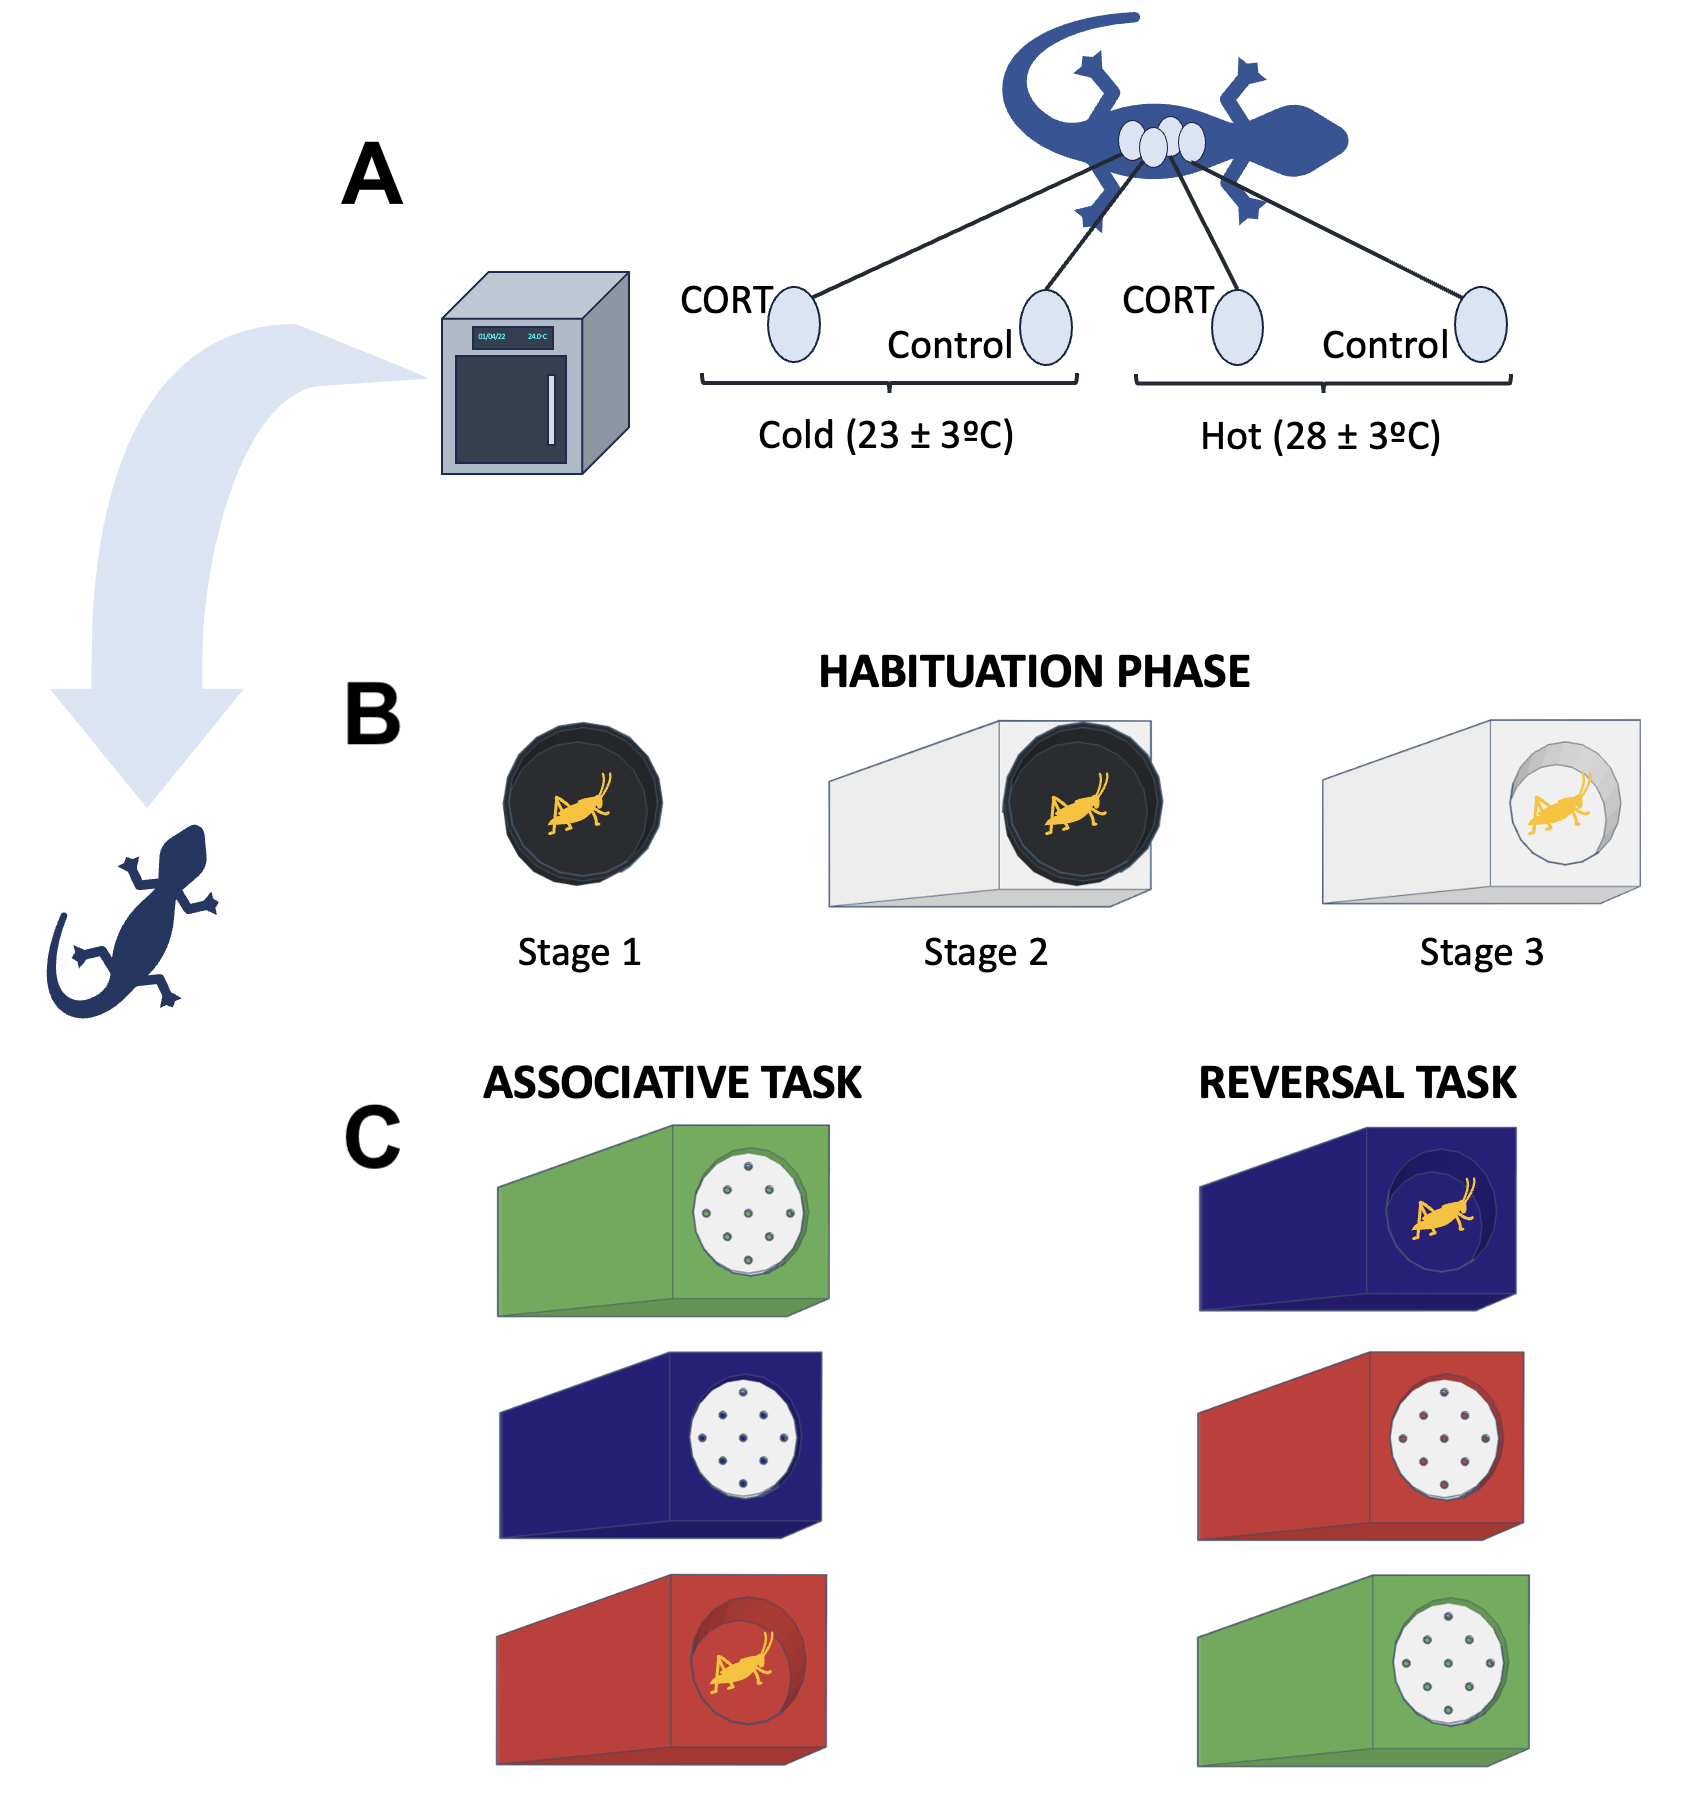 A
CORT
Control
CORT
Control
01/04/22 24.0ºC
Cold (23 ± 3ºC)
Hot (28 ± 3ºC)
HABITUATION PHASE
B
Stage 1
Stage 2
Stage 3
ASSOCIATIVE TASK
REVERSAL TASK
C